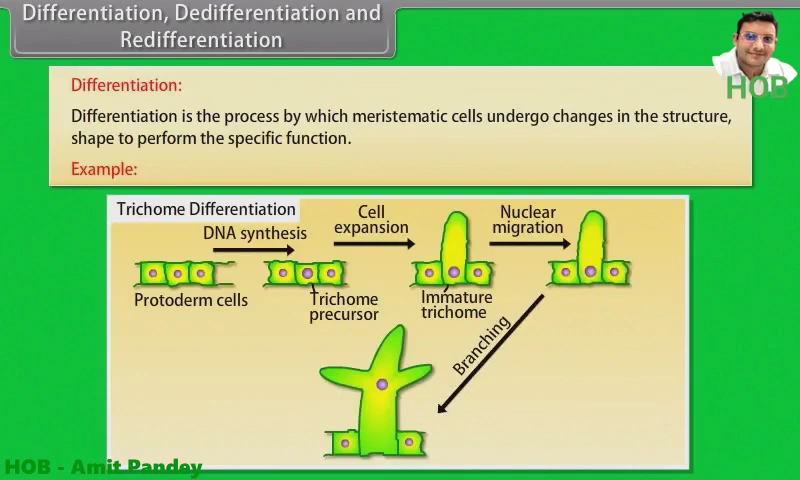 Differentiation, Dedifferentiation and
Redifferentiation
HOB
Differentiation:
Differentiation is the process by which meristematic cells undergo changes in the structure,
shape to perform the specific function.
Example:
Trichome Differentiation
DNA synthesis
Cell
expansion
Nuclear
migration
Protoderm cells
Trichome
precursor
Immature
trichome
Branching
HOB - Amit Pandey